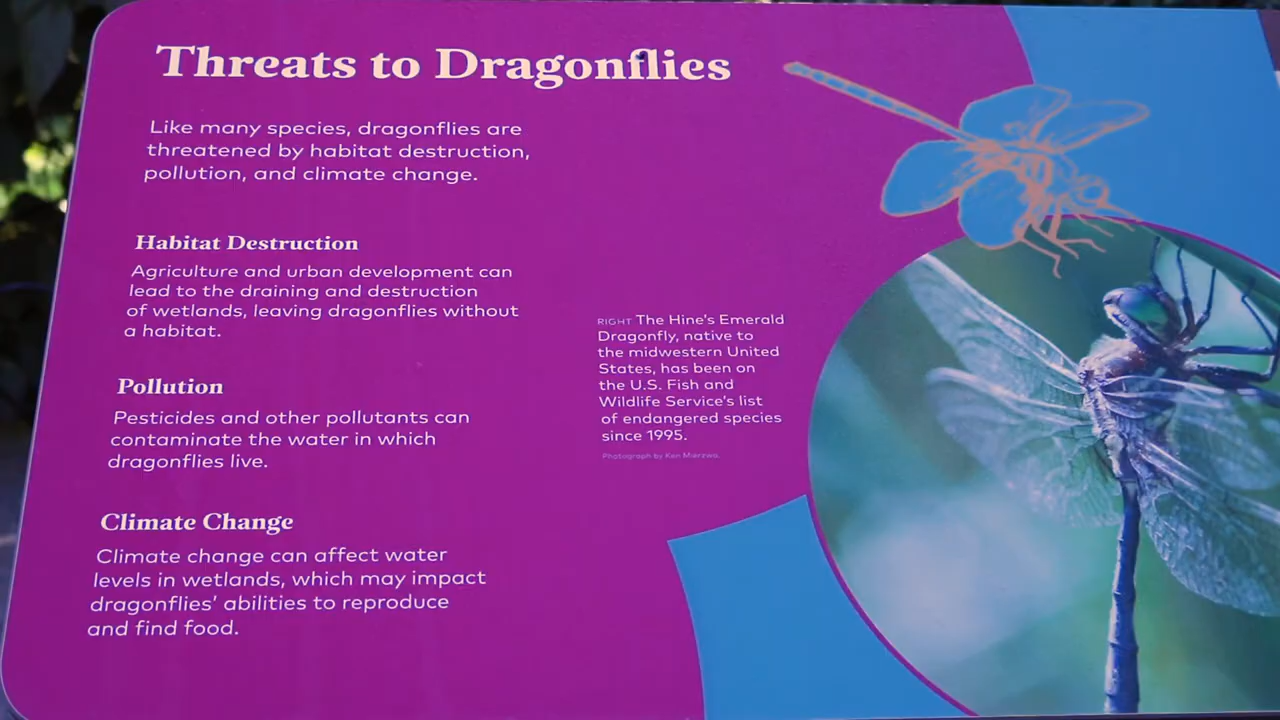 Threats to Dragonflies
Like many species, dragonflies are
threatened by habitat destruction,
pollution, and climate change.
Habitat Destruction
Agriculture and urban development can
lead to the draining and destruction
of wetlands, leaving dragonflies without
a habitat.
Pollution
Pesticides and other pollutants can
contaminate the water in which
dragonflies live.
Climate Change
Climate change can affect water
levels in wetlands, which may impact
dragonflies' abilities to reproduce
and find food.
RIGHT The Hine's Emerald
Dragonfly, native to
the midwestern United
States, has been on
the U.S. Fish and
Wildlife Service's list
of endangered species
since 1995.
Photograph by Ken Mierzwa.